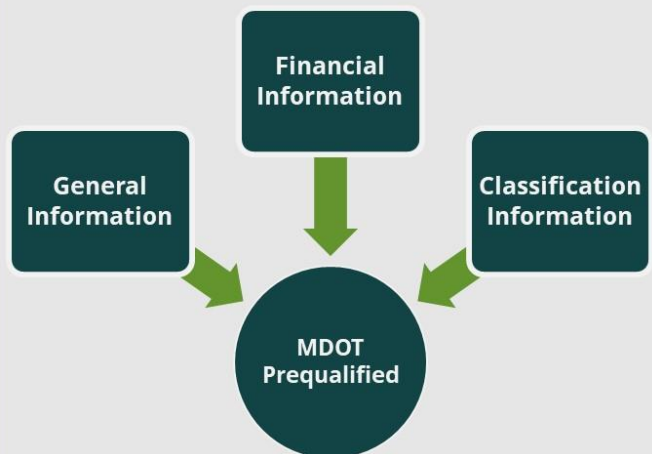 Financial
Information
General
Information
Classification
Information
MDOT
Prequalified